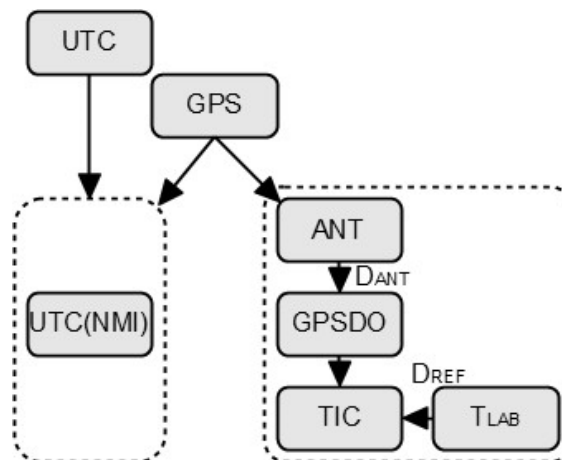 UTC
GPS
ANT
DANT
UTC(NMI)
GPSDO
DREF
TIC
TLAB